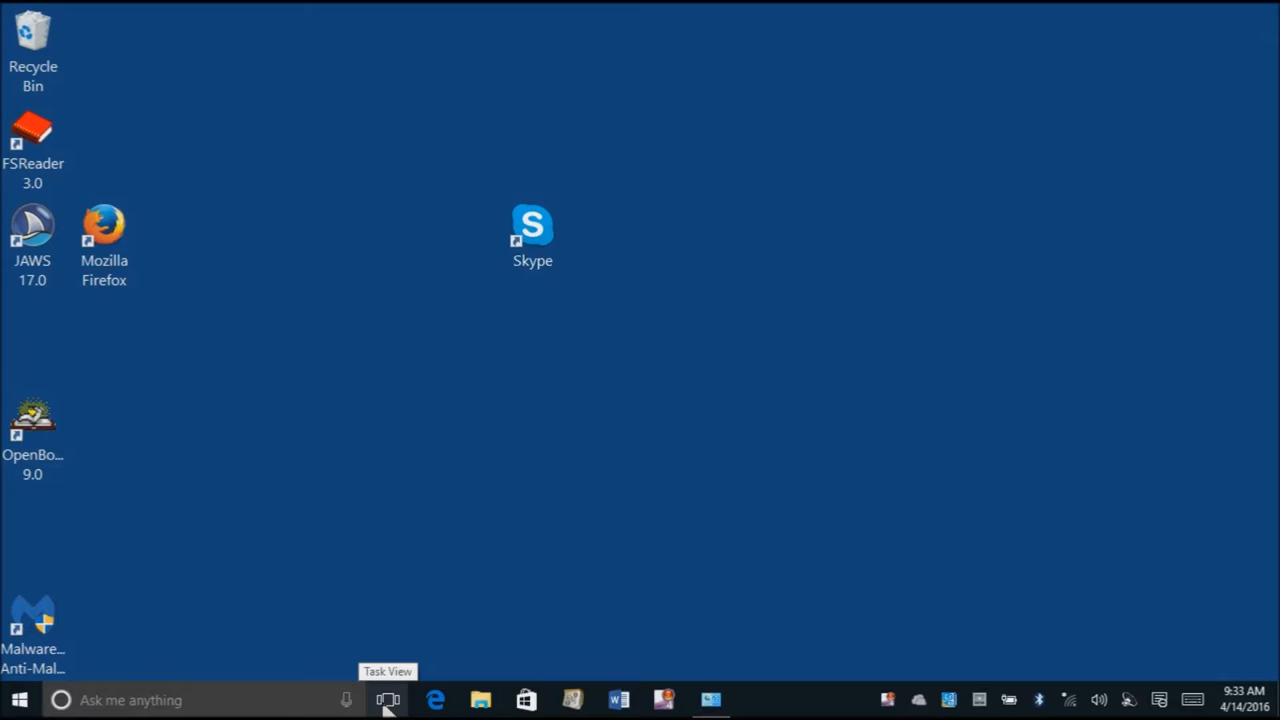 Recycle
Bin
FSReader
3.0
JAWS
17.0
Mozilla
Firefox
S
Skype
OpenBo...
9.0
Malware...
Anti-Mal...
Task View
Ask me anything
9:33 AM
4/14/2016